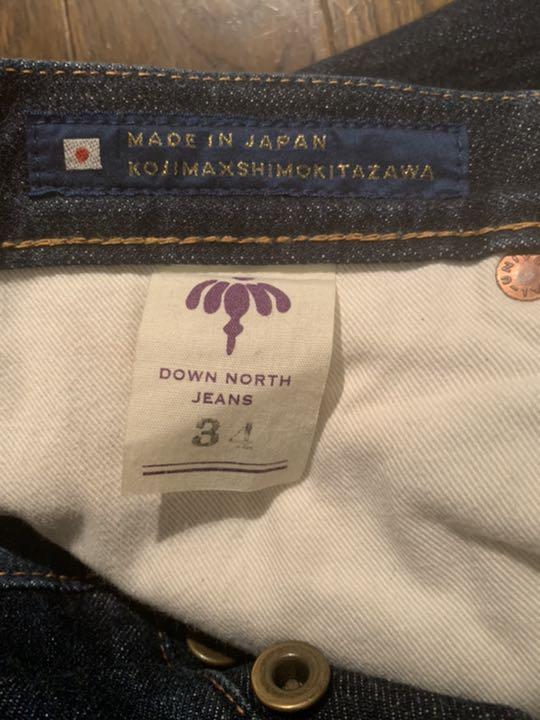 MADE IN JAPAN
KOJIMAXSHIMOKITAZAWA
DOWN NORTH
JEANS
34